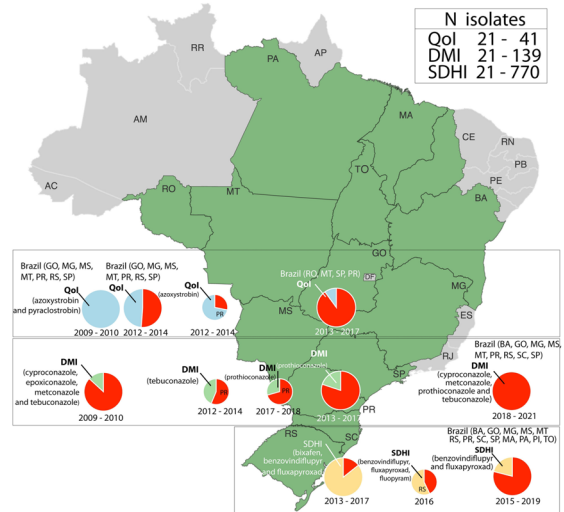 N isolates
QoI 21 - 41
DMI 21 - 139
SDHI 21 - 770
RR
AP
PA
AM
MA
CE
RN
PB
PE
TO
AC
RO
MT
BA
GO
DF
MG
ES
MS
RJ
SP
PR
SC
RS
Brazil (GO, MG, MS,
MT, PR, RS, SP)
QoI
(azoxystrobin
and pyraclostrobin)
2009 - 2010
Brazil (GO, MG, MS,
MT, PR, RS, SP)
QoI
2012 - 2014
QoI
(azoxystrobin)
PR
2012 - 2014
Brazil (RO, MT, SP, PR)
QoI
2013 - 2017
DMI
(cyproconazole,
epoxiconazole,
metconazole
and tebuconazole)
2009 - 2010
DMI
(tebuconazole)
PR
2012 - 2014
DMI
(prothioconazole)
PR
2017 - 2018
DMI
(prothioconazole)
2013 - 2017
Brazil (BA, GO, MG, MS,
MT, PR, RS, SC, SP)
DMI
(cyproconazole,
metconazole,
prothioconazole and
tebuconazole)
2018 - 2021
SDHI
(bixafen,
benzovindiflupyr
and fluxapyroxad)
2013 - 2017
SDHI
(benzovindiflupyr,
fluxapyroxad,
fluopyram)
RS
2016
Brazil (BA, GO, MG, MS, MT
RS, PR, SC, SP, MA, PA, PI, TO)
SDHI
(benzovindiflupyr
and fluxapyroxad)
2015 - 2019